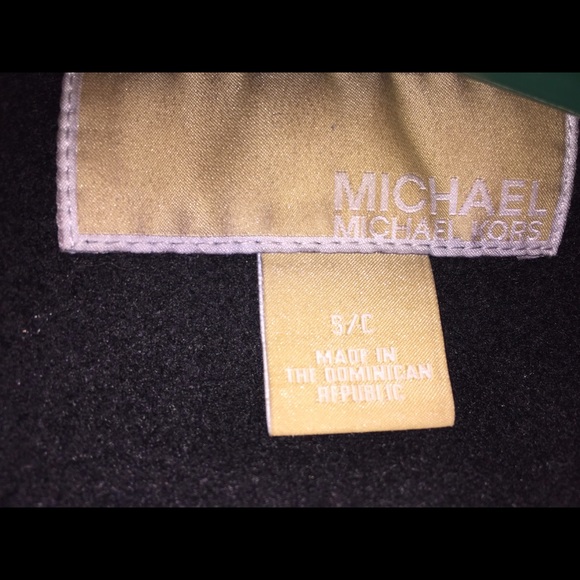 MICHAEL
MICHAEL KORS
S/C
MADE IN
THE DOMINICAN
REPUBLIC